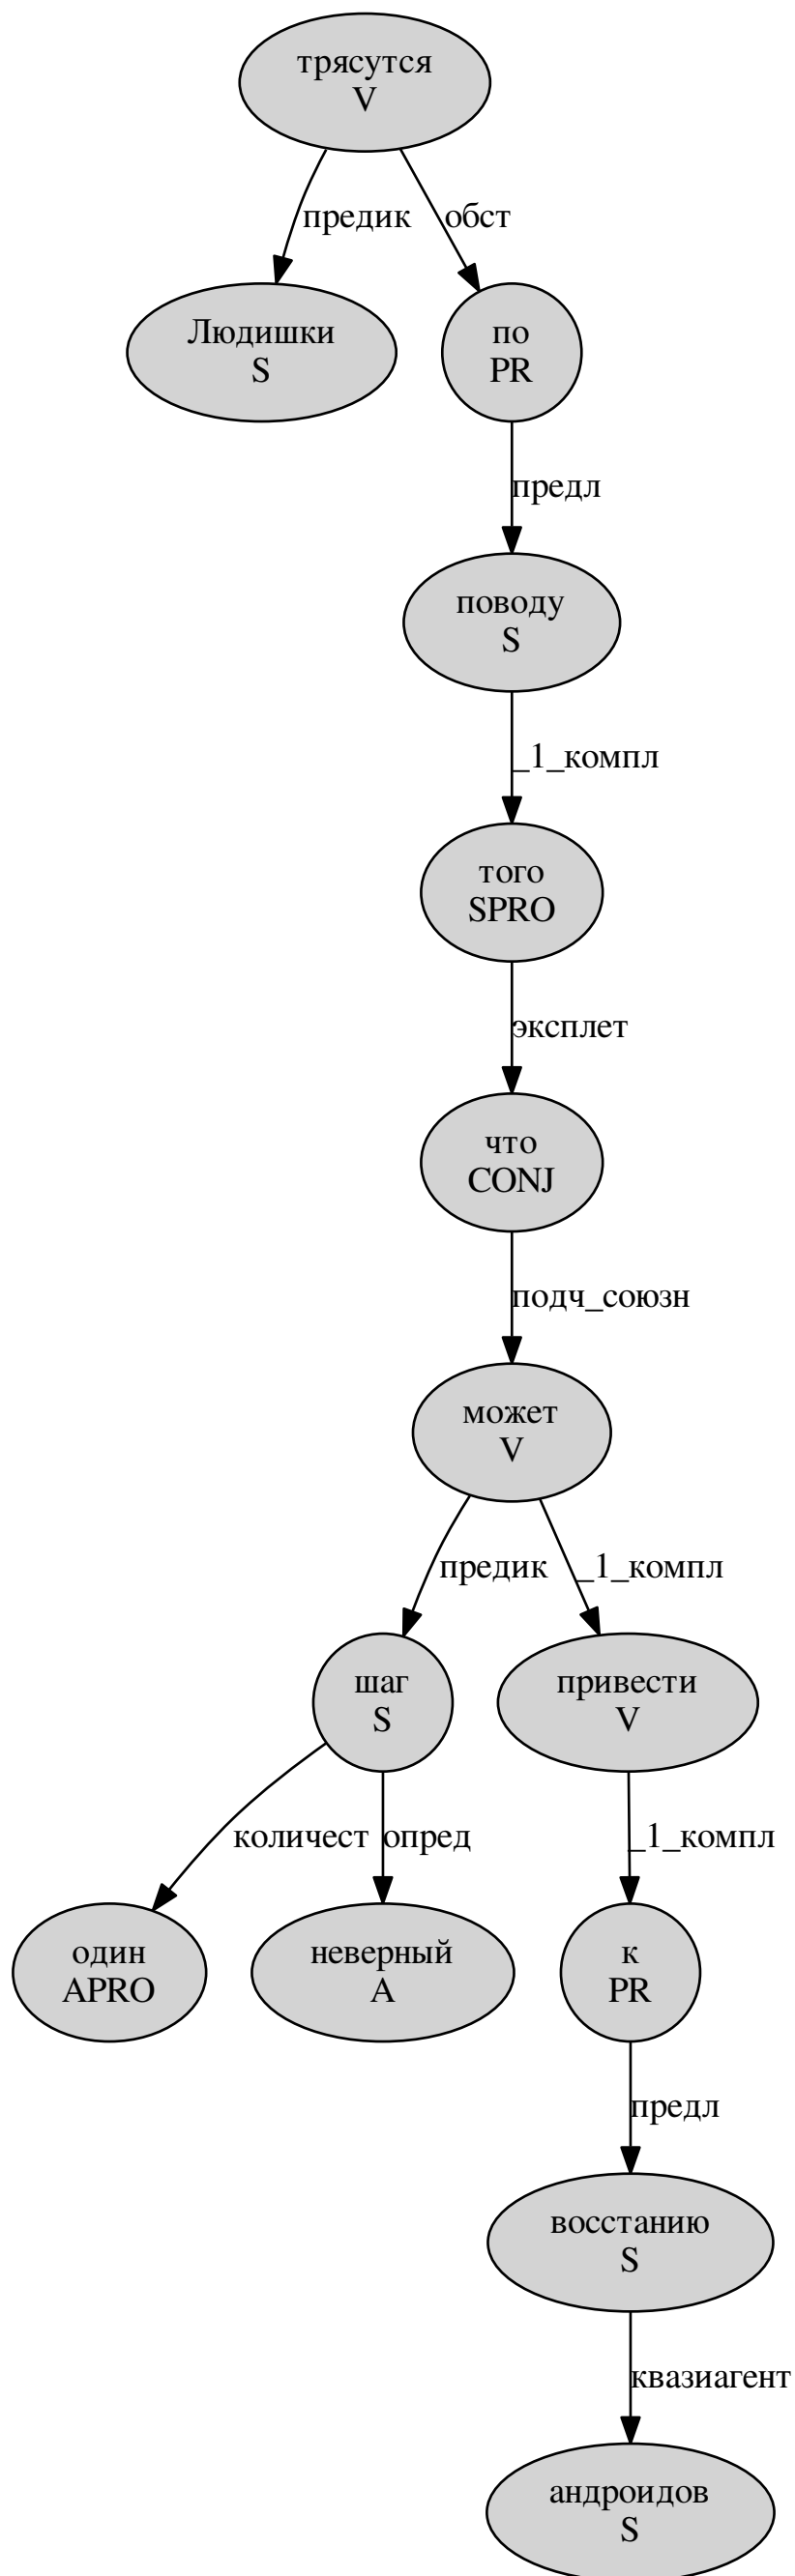 трясутся
V
предик
обст
Людишки
S
по
PR
предл
поводу
S
_1_компл
того
SPRO
эксплет
что
CONJ
подч_союзн
может
V
предик
_1_компл
шаг
S
привести
V
количест
опред
_1_компл
один
APRO
неверный
A
к
PR
предл
восстанию
S
квазиагент
андроидов
S